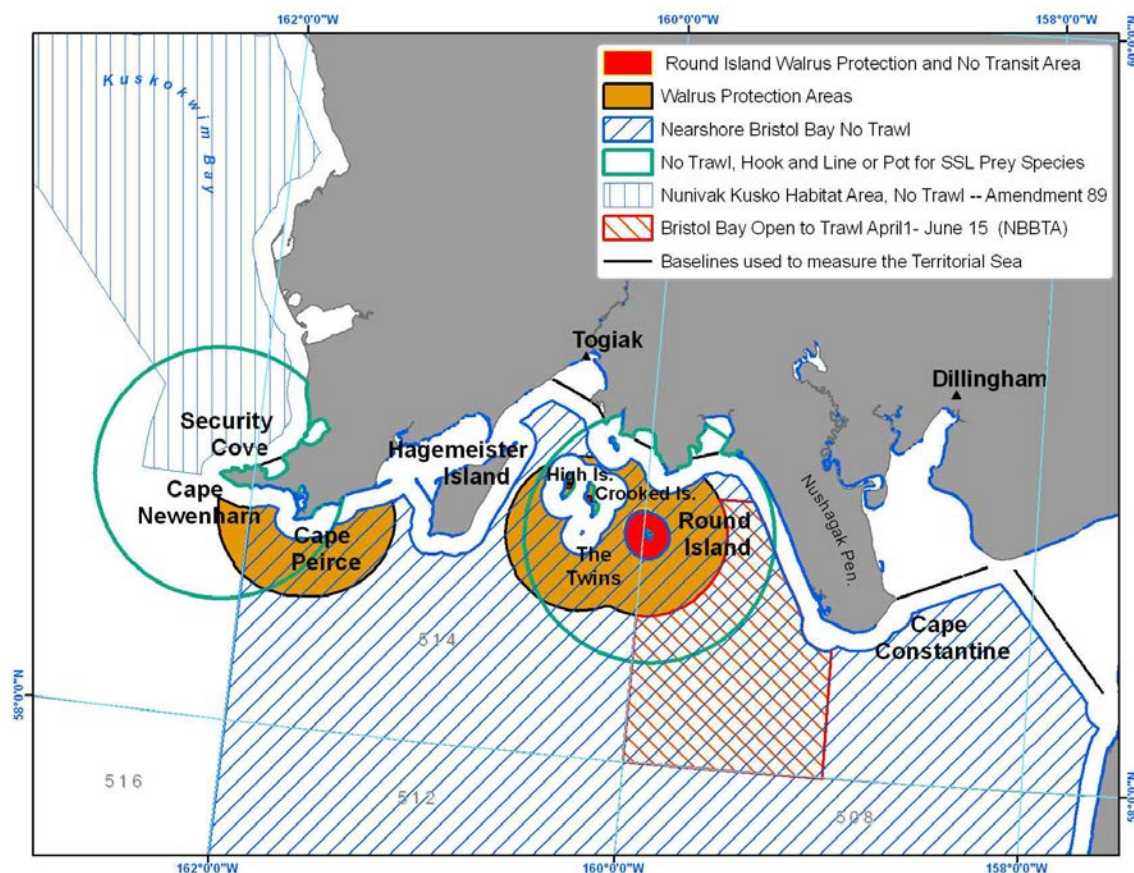 162°0'0"W
160°0'0"W
158°0'0"W
Kuskokwim Bay
Round Island Walrus Protection and No Transit Area
Walrus Protection Areas
Nearshore Bristol Bay No Trawl
No Trawl, Hook and Line or Pot for SSL Prey Species
Nunivak Kusko Habitat Area, No Trawl -- Amendment 89
Bristol Bay Open to Trawl April1- June 15 (NBBTA)
Baselines used to measure the Territorial Sea
Togiak
Dillingham
Security
Cove
Hagemeister
Island
High Is.
Crooked Is.
Cape
Newenham
Cape
Peirce
The
Twins
Round
Island
Nushagak Pen.
Cape
Constantine
514
58°0'0"N
516
512
508
162°0'0"W
160°0'0"W
158°0'0"W